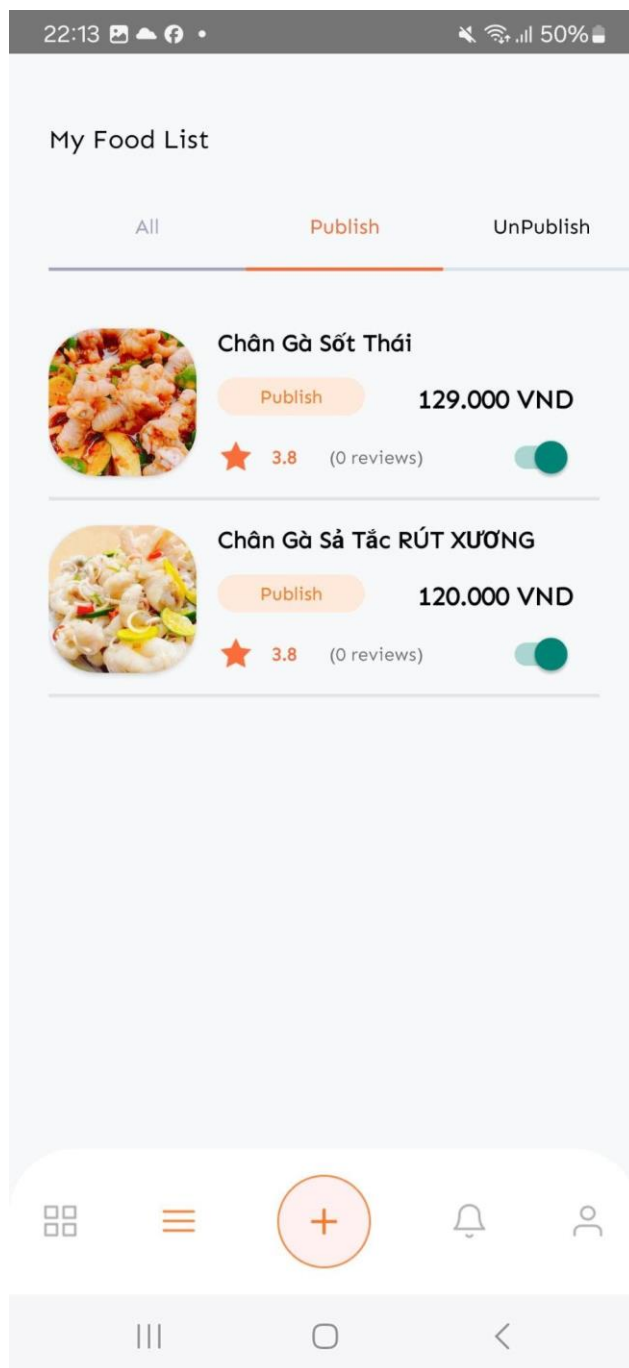 22:13 50%
My Food List
All Publish UnPublish
Chân Gà Sốt Thái
Publish 129.000 VND
3.8 (0 reviews)
Chân Gà Sả Tắc RÚT XƯƠNG
Publish 120.000 VND
3.8 (0 reviews)